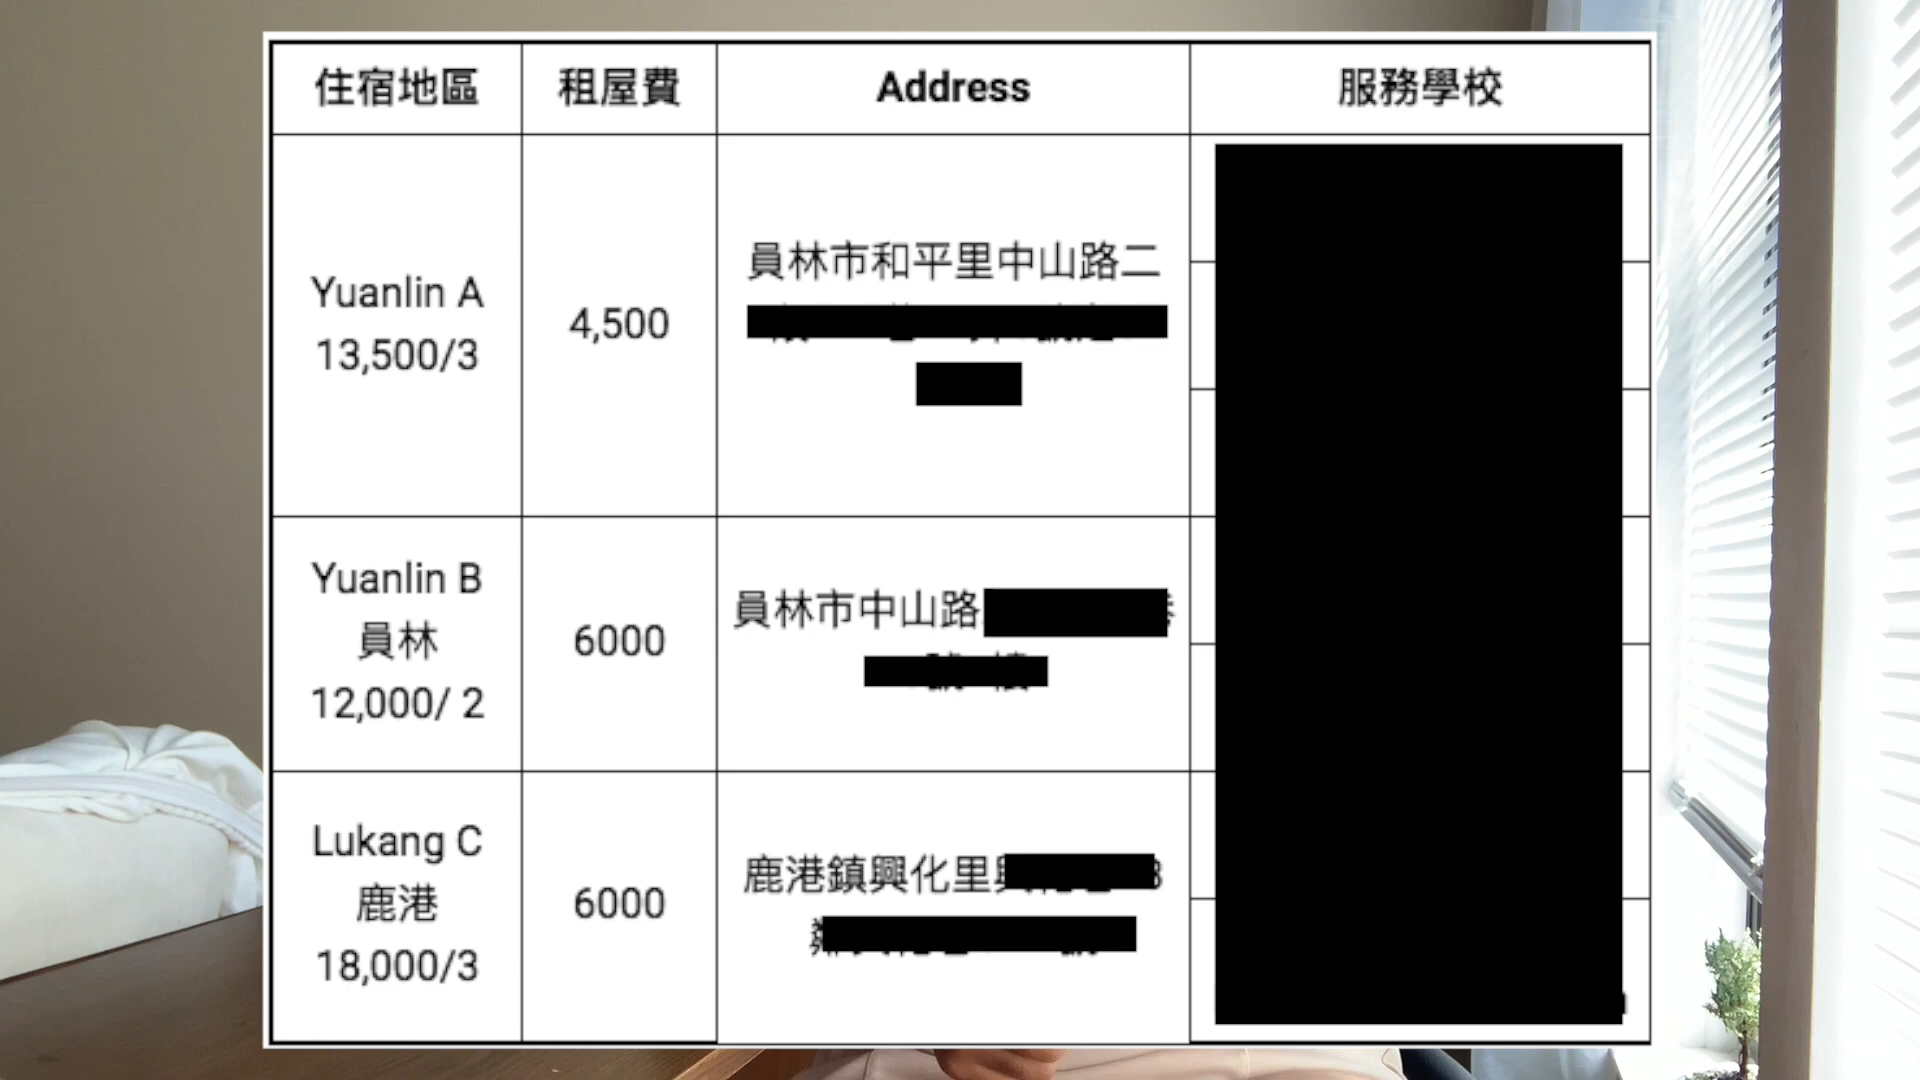 住宿地區
租屋費
Address
服務學校
Yuanlin A
13,500/3
4,500
員林市和平里中山路二
Yuanlin B
員林
12,000/ 2
6000
員林市中山路
Lukang C
鹿港
18,000/3
6000
鹿港鎮興化里